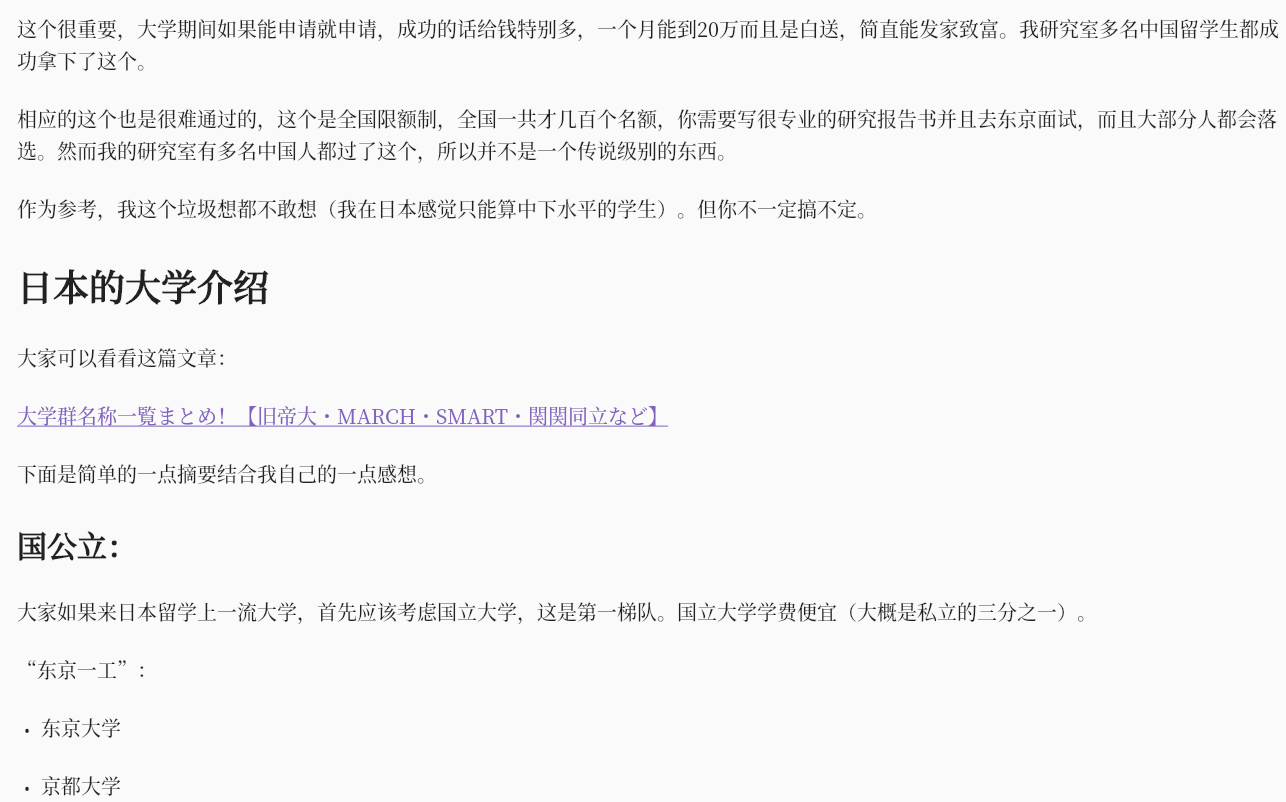 这个很重要，大学期间如果能申请就申请，成功的话给钱特别多，一个月能到20万而且是白送，简直能发家致富。我研究室多名中国留学生都成
功拿下了这个。
相应的这个也是很难通过的，这个是全国限额制，全国一共才几百个名额，你需要写很专业的研究报告书并且去东京面试，而且大部分人都会落
选。然而我的研究室有多名中国人都过了这个，所以并不是一个传说级别的东西。
作为参考，我这个垃圾想都不敢想（我在日本感觉只能算中下水平的学生）。但你不一定搞不定。
日本的大学介绍
大家可以看看这篇文章：
大学群名称一覧まとめ！【旧帝大・MARCH・SMART・関関同立など】
下面是简单的一点摘要结合我自己的一点感想。
国公立：
大家如果来日本留学上一流大学，首先应该考虑国立大学，这是第一梯队。国立大学学费便宜（大概是私立的三分之一）。
“东京一工”：
• 东京大学
• 京都大学